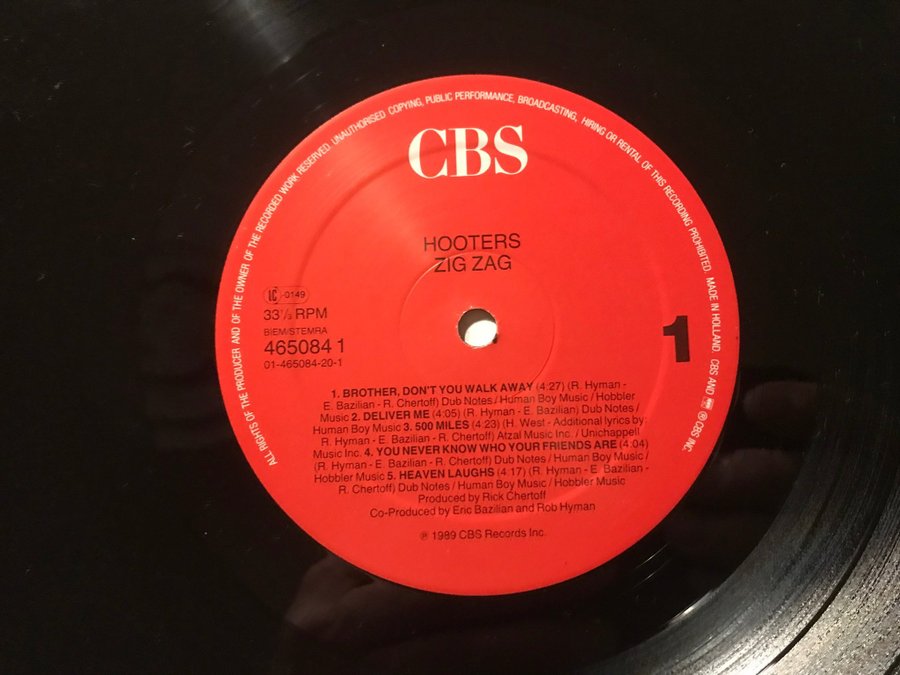 ALL RIGHTS OF THE PRODUCER AND OF THE OWNER OF THE RECORDED WORK RESERVED. UNAUTHORISED COPYING, PUBLIC PERFORMANCE, BROADCASTING, HIRING OR RENTAL OF THIS RECORDING PROHIBITED. MADE IN HOLLAND. CBS AND ℗ CBS INC.
CBS
HOOTERS
ZIG ZAG
LC 0149
33⅓ RPM
BIEM/STEMRA
465084 1
01-465084-20-1
1
1. BROTHER, DON'T YOU WALK AWAY (4:27) (R. Hyman -
E. Bazilian - R. Chertoff) Dub Notes / Human Boy Music / Hobbler
Music 2. DELIVER ME (4:05) (R. Hyman - E. Bazilian) Dub Notes /
Human Boy Music 3. 500 MILES (4:23) (H. West - Additional lyrics by
R. Hyman - E. Bazilian - R. Chertoff) Atzal Music Inc. / Unichappell
Music Inc. 4. YOU NEVER KNOW WHO YOUR FRIENDS ARE (4:04)
(R. Hyman - E. Bazilian - R. Chertoff) Dub Notes / Human Boy Music /
Hobbler Music 5. HEAVEN LAUGHS (4 17) (R. Hyman - E. Bazilian -
R. Chertoff) Dub Notes / Human Boy Music / Hobbler Music
Produced by Rick Chertoff
Co-Produced by Eric Bazilian and Rob Hyman
℗ 1989 CBS Records Inc.